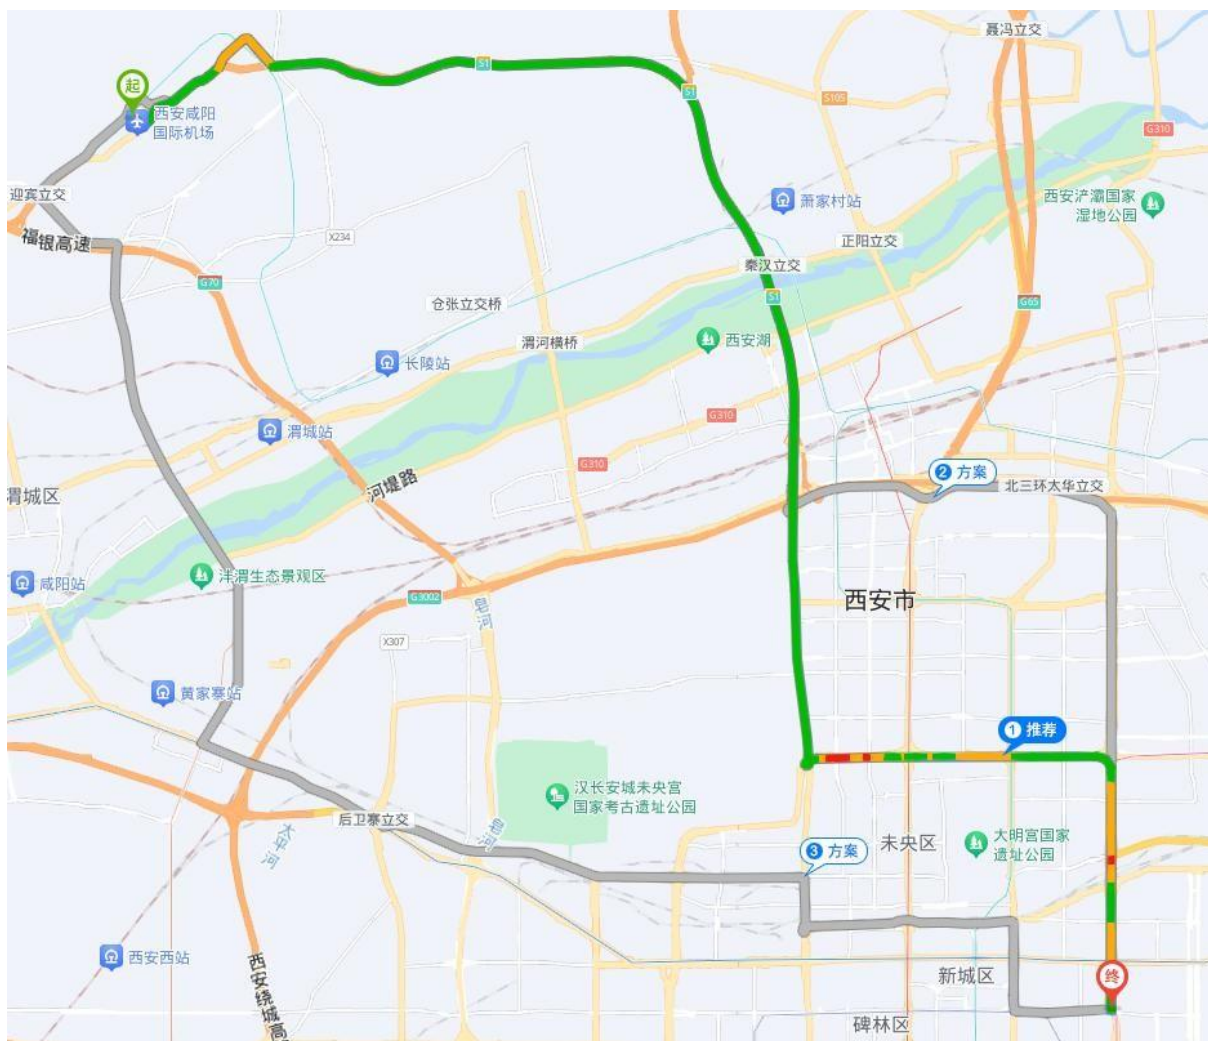 聂冯立交
起
S1
S1
S105
西安咸阳
国际机场
G310
迎宾立交
西安浐灞国家
湿地公园
萧家村站
福银高速
X234
正阳立交
秦汉立交
G70
S1
G65
仓张立交桥
渭河横桥
西安湖
长陵站
G310
渭城站
G310
河堤路
2 方案
北三环太华立交
渭城区
沣渭生态景观区
咸阳站
G3002
皂河
西安市
X307
黄家寨站
1 推荐
汉长安城未央宫
国家考古遗址公园
后卫寨立交
太平河
皂河
3 方案
未央区
大明宫国家
遗址公园
西安西站
西安绕城高
新城区
终
碑林区